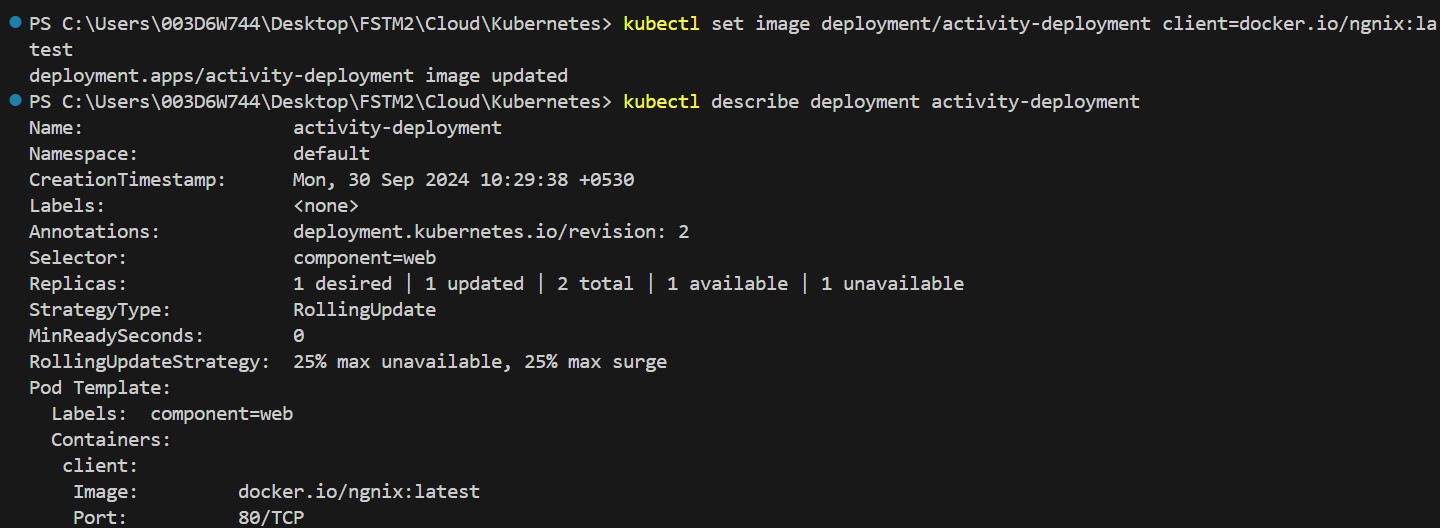 PS C:\Users\003D6W744\Desktop\FSTM2\Cloud\Kubernetes> kubectl set image deployment/activity-deployment client=docker.io/ngnix:la
test
deployment.apps/activity-deployment image updated
PS C:\Users\003D6W744\Desktop\FSTM2\Cloud\Kubernetes> kubectl describe deployment activity-deployment
Name:                   activity-deployment
Namespace:              default
CreationTimestamp:      Mon, 30 Sep 2024 10:29:38 +0530
Labels:                 <none>
Annotations:            deployment.kubernetes.io/revision: 2
Selector:               component=web
Replicas:               1 desired | 1 updated | 2 total | 1 available | 1 unavailable
StrategyType:           RollingUpdate
MinReadySeconds:        0
RollingUpdateStrategy:  25% max unavailable, 25% max surge
Pod Template:
  Labels:  component=web
  Containers:
   client:
    Image:         docker.io/ngnix:latest
    Port:          80/TCP